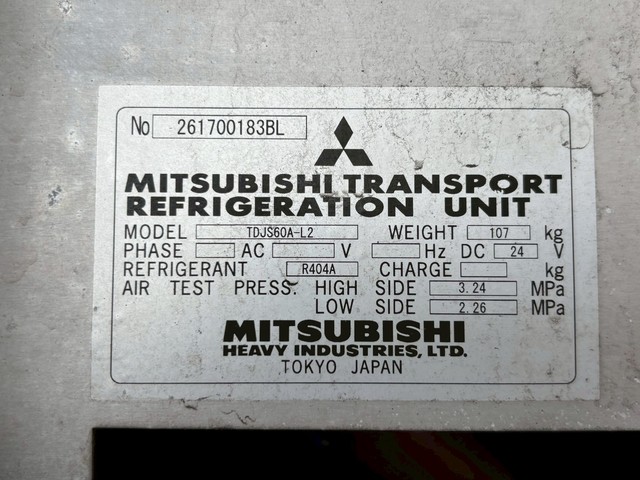 No 261700183BL
MITSUBISHI TRANSPORT
REFRIGERATION UNIT
MODEL TDJS60A-L2 WEIGHT 107 kg
PHASE AC V Hz DC 24 V
REFRIGERANT R404A CHARGE kg
AIR TEST PRESS. HIGH SIDE 3.24 MPa
LOW SIDE 2.26 MPa
MITSUBISHI
HEAVY INDUSTRIES, LTD.
TOKYO JAPAN